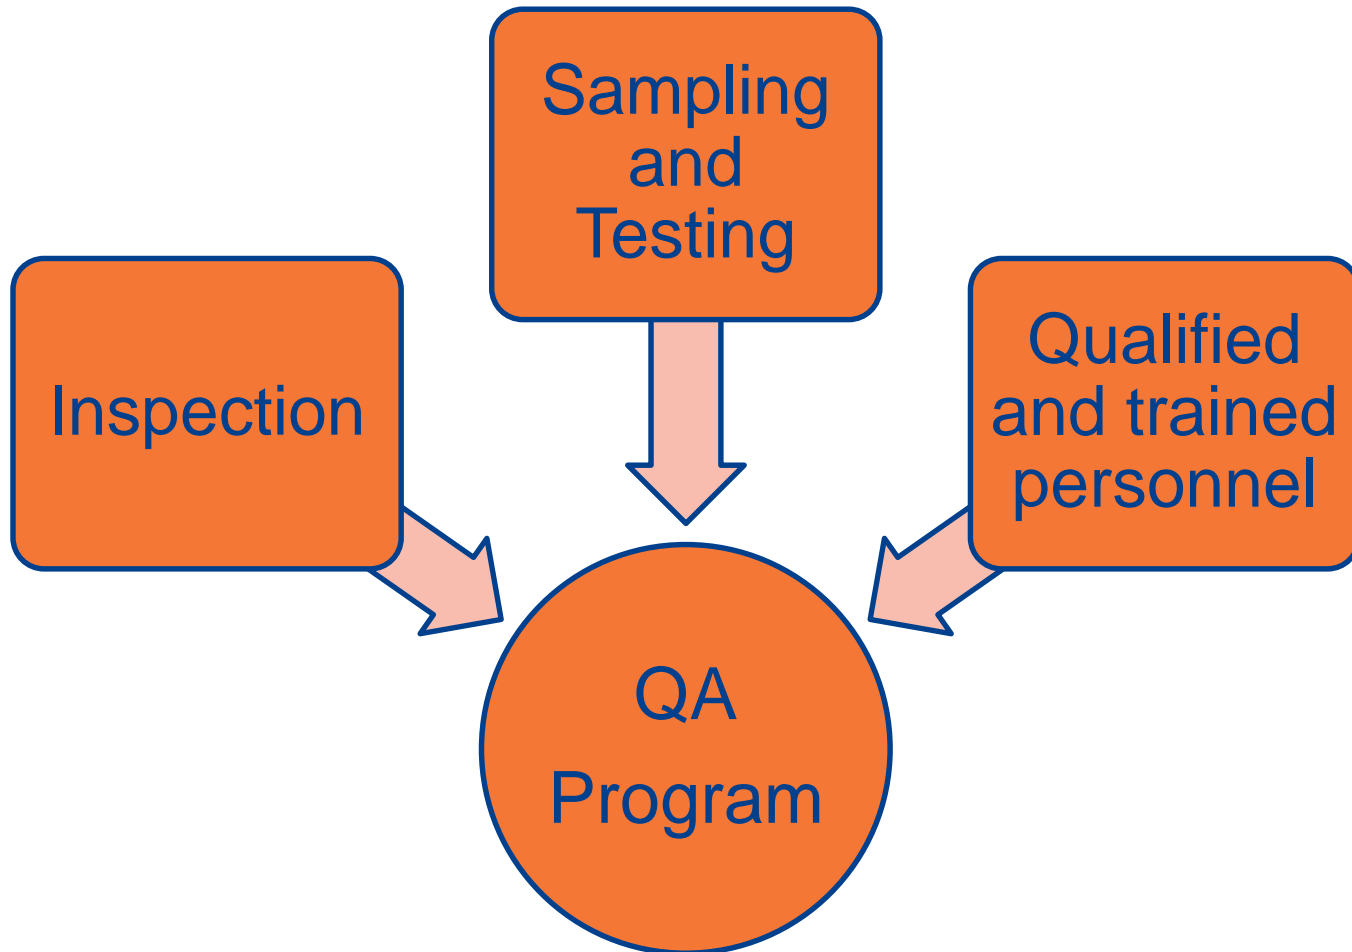 Sampling
and
Testing
Inspection
Qualified
and trained
personnel
QA
Program